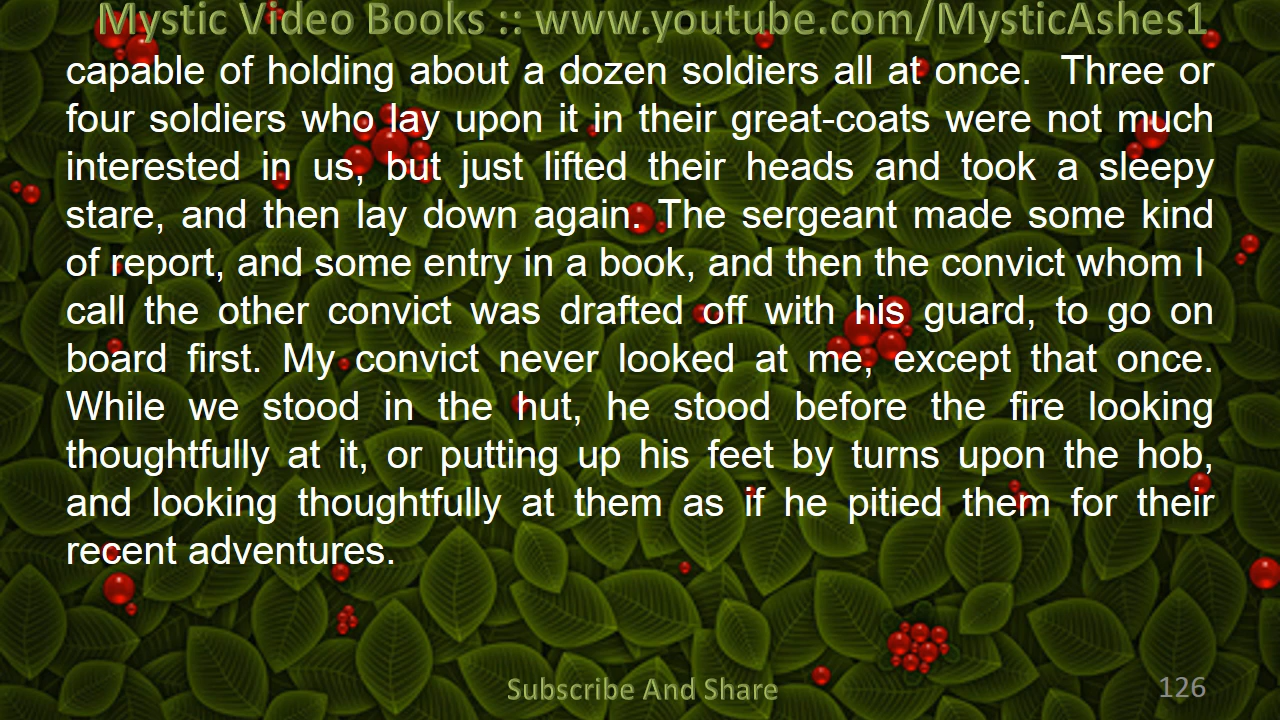 Mystic Video Books :: www.youtube.com/MysticAshes1
capable of holding about a dozen soldiers all at once. Three or
four soldiers who lay upon it in their great-coats were not much
interested in us, but just lifted their heads and took a sleepy
stare, and then lay down again. The sergeant made some kind
of report, and some entry in a book, and then the convict whom I
call the other convict was drafted off with his guard, to go on
board first. My convict never looked at me, except that once.
While we stood in the hut, he stood before the fire looking
thoughtfully at it, or putting up his feet by turns upon the hob,
and looking thoughtfully at them as if he pitied them for their
recent adventures.
Subscribe And Share
126